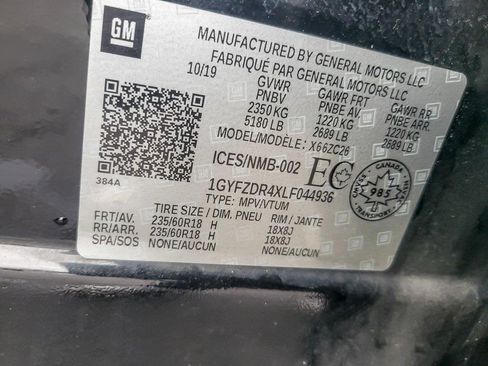 GM
MANUFACTURED BY GENERAL MOTORS LLC
FABRIQUÉ PAR GENERAL MOTORS LLC
10/19 GVWR GAWR FRT GAWR RR
PNBV PNBE AV. PNBE ARR.
2350 KG 1220 KG 1220 KG
5180 LB 2689 LB 2689 LB
MODEL/MODÈLE: X66ZC26
384A
ICES/NMB-002 EC
CANADA
985
TRANSPORT
1GYFZDR4XLF044936
TYPE: MPV/VTUM
TIRE SIZE / DIM. PNEU RIM / JANTE
FRT/AV. 235/60R18 H 18X8J
RR/ARR. 235/60R18 H 18X8J
SPA/SOS NONE/AUCUN NONE/AUCUN